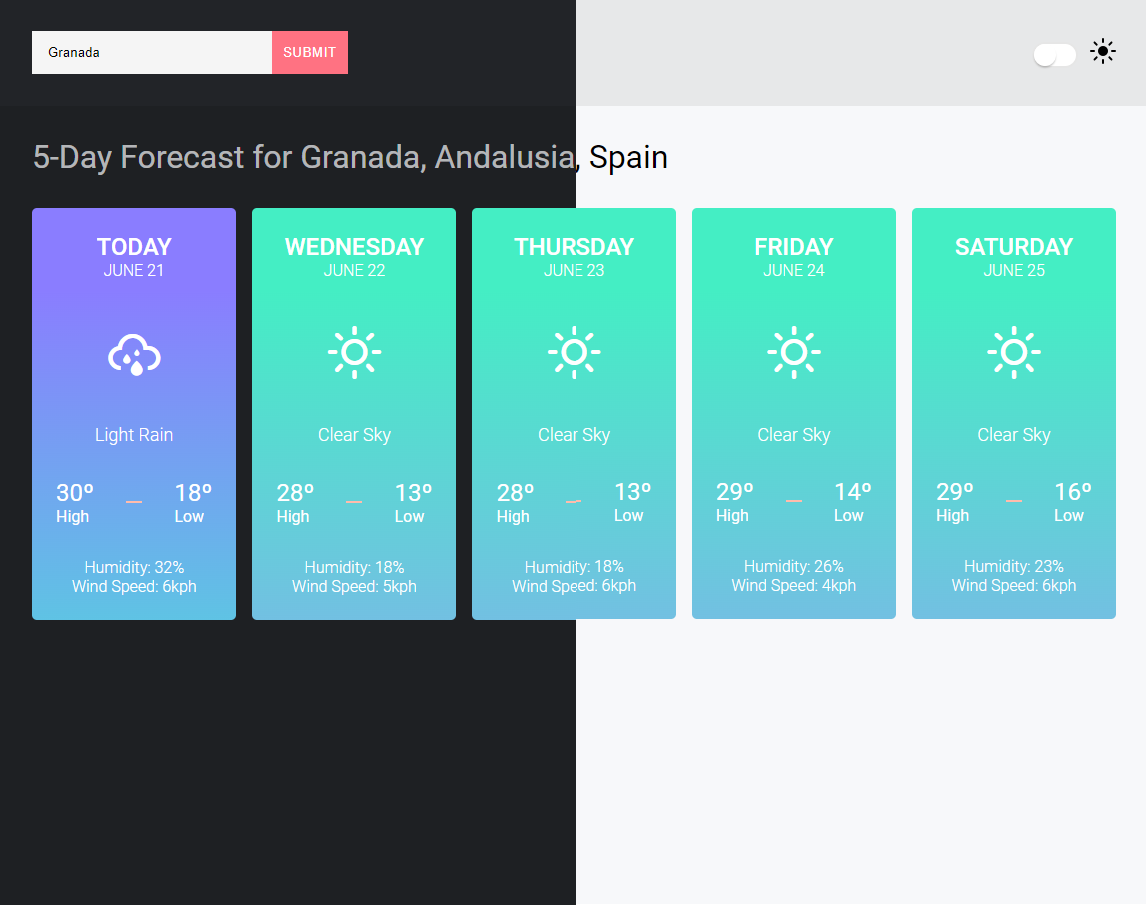 Granada
SUBMIT
5-Day Forecast for Granada, Andalusia, Spain
TODAY
JUNE 21
Light Rain
30º 18º
High Low
Humidity: 32%
Wind Speed: 6kph
WEDNESDAY
JUNE 22
Clear Sky
28º 13º
High Low
Humidity: 18%
Wind Speed: 5kph
THURSDAY
JUNE 23
Clear Sky
28º 13º
High Low
Humidity: 18%
Wind Speed: 6kph
FRIDAY
JUNE 24
Clear Sky
29º 14º
High Low
Humidity: 26%
Wind Speed: 4kph
SATURDAY
JUNE 25
Clear Sky
29º 16º
High Low
Humidity: 23%
Wind Speed: 6kph